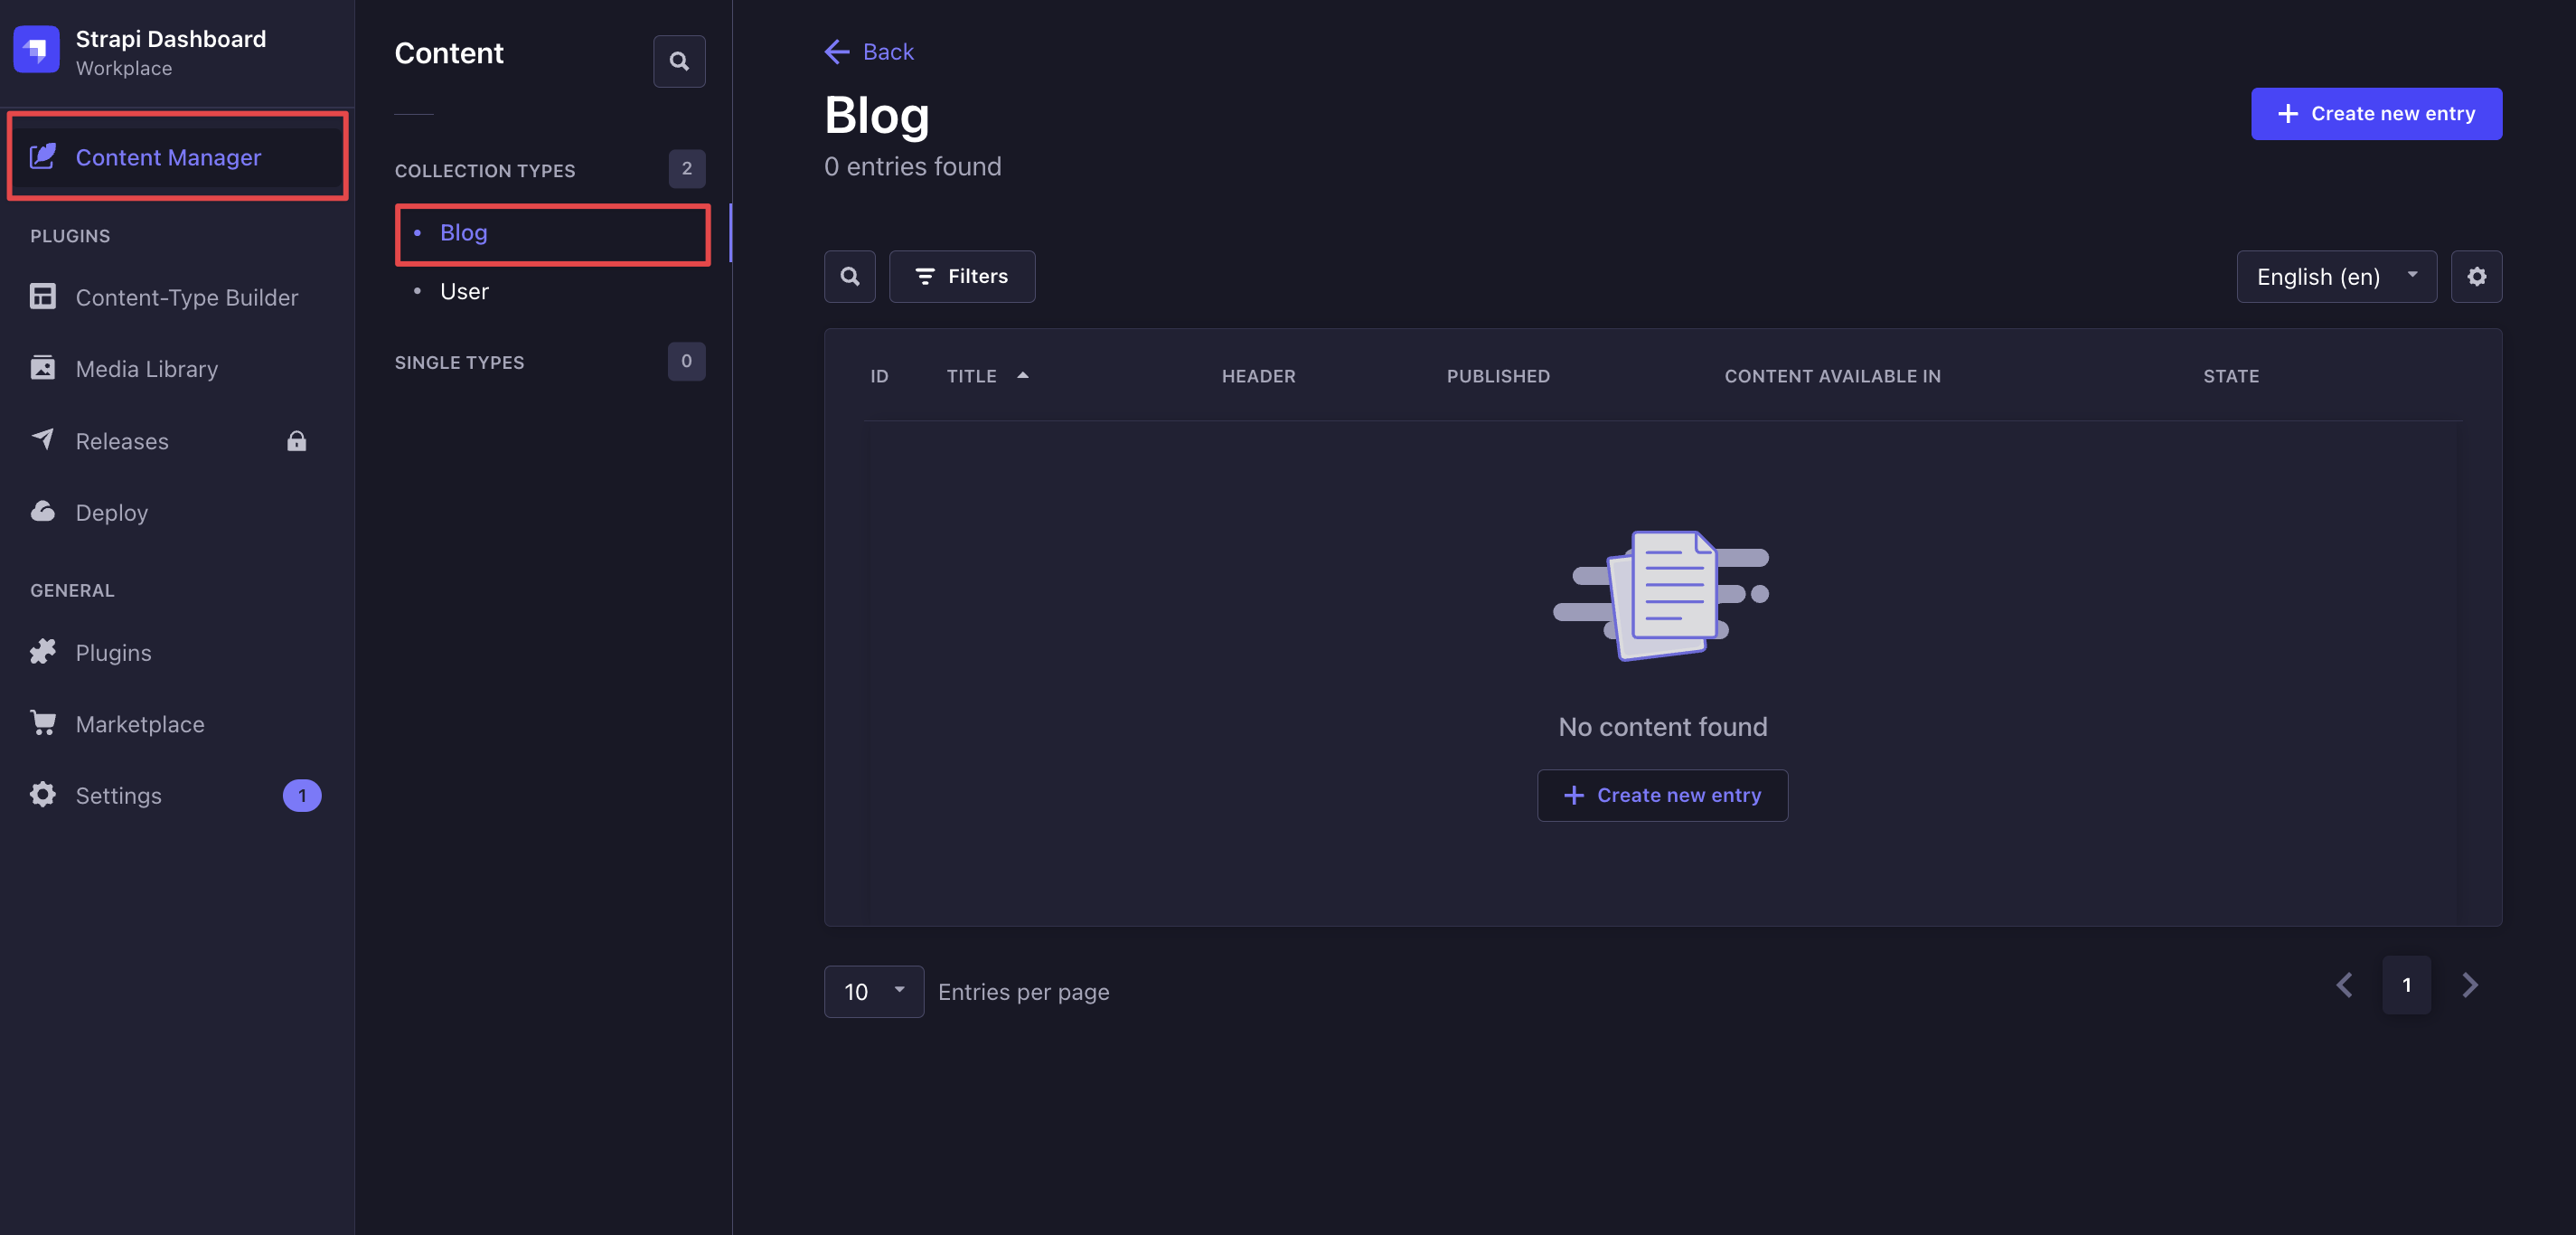 Strapi Dashboard
Workplace
Content Manager
PLUGINS
Content-Type Builder
Media Library
Releases
Deploy
GENERAL
Plugins
Marketplace
Settings 1
Content
COLLECTION TYPES 2
Blog
User
SINGLE TYPES 0
Back
Blog
0 entries found
Create new entry
Filters
English (en)
ID TITLE HEADER PUBLISHED CONTENT AVAILABLE IN STATE
No content found
Create new entry
10 Entries per page
1